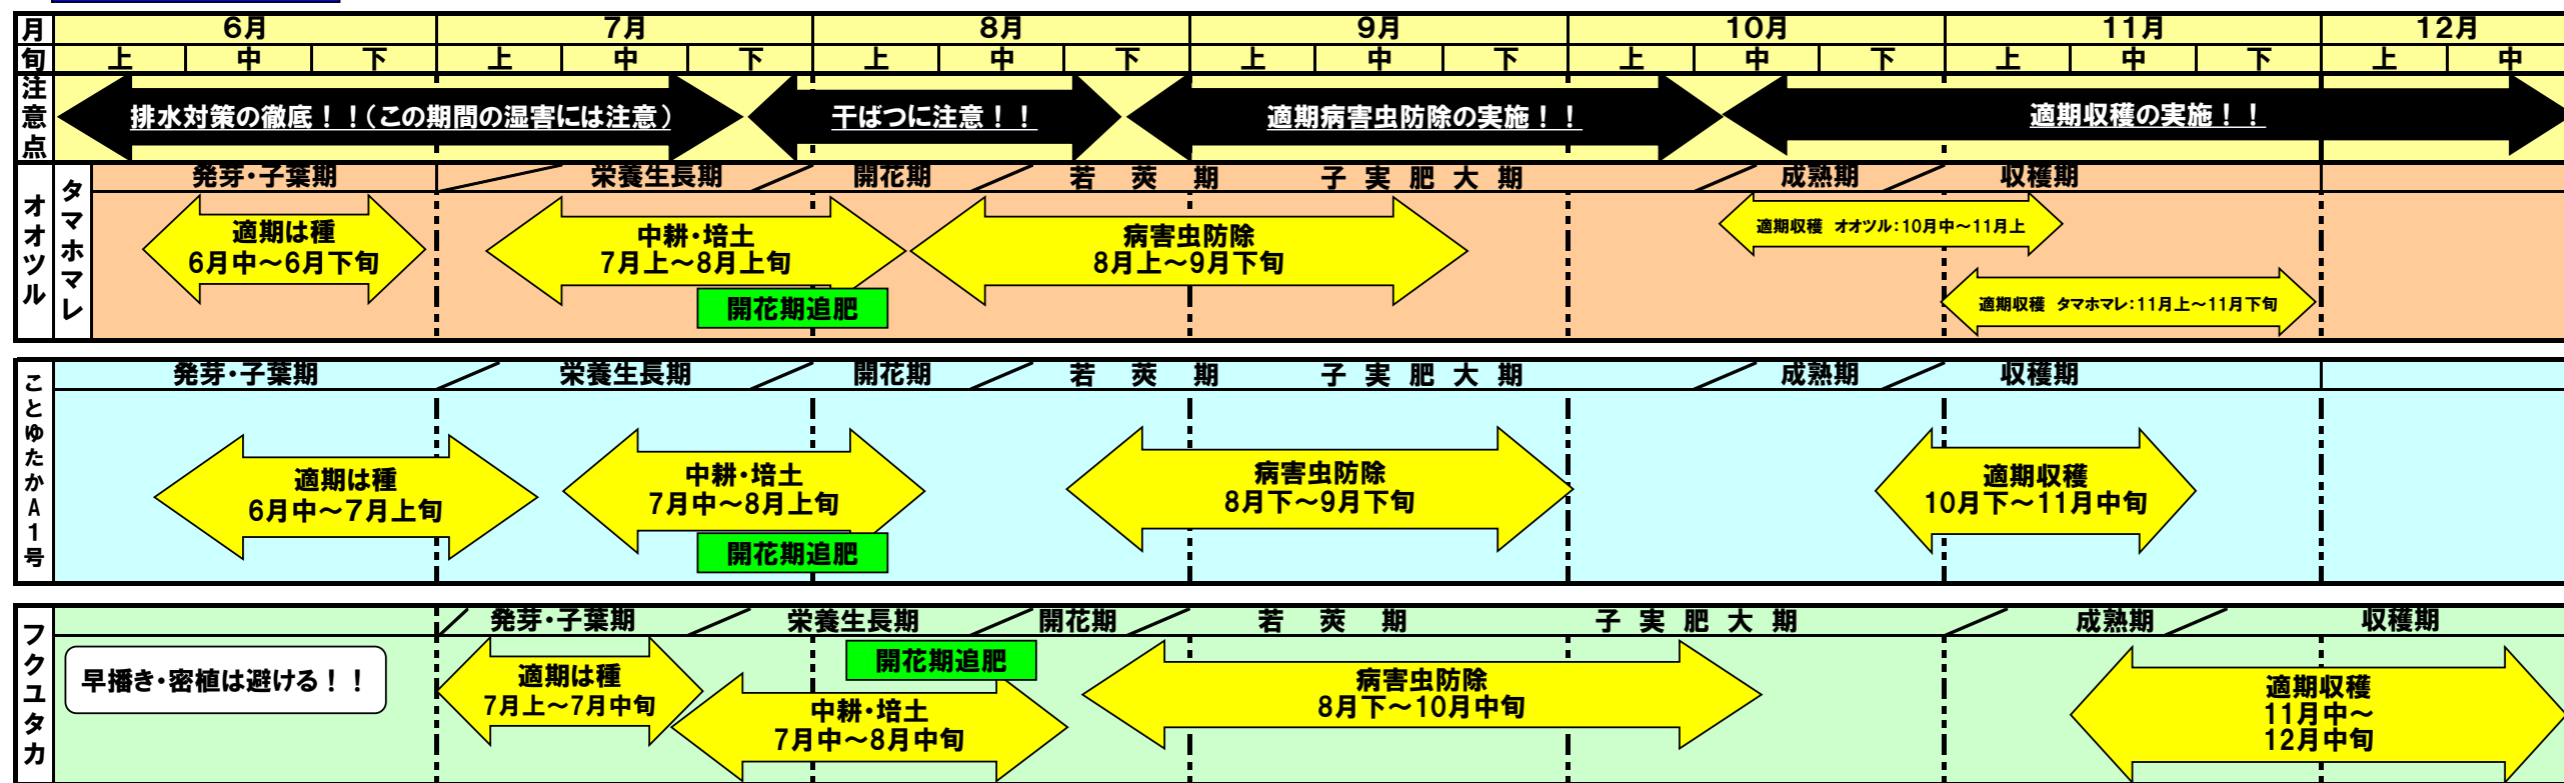 月 6月 7月 8月 9月 10月 11月 12月
旬 上 中 下 上 中 下 上 中 下 上 中 下 上 中 下 上 中 下 上 中
注意点
排水対策の徹底！！（この期間の湿害には注意）
干ばつに注意！！
適期病害虫防除の実施！！
適期収穫の実施！！
オオツル
タマホマレ
発芽・子葉期 栄養生長期 開花期 若莢期 子実肥大期 成熟期 収穫期
適期は種
6月中～6月下旬
中耕・培土
7月上～8月上旬
開花期追肥
病害虫防除
8月上～9月下旬
適期収穫 オオツル：10月中～11月上
適期収穫 タマホマレ：11月上～11月下旬
ことゆたかA1号
発芽・子葉期 栄養生長期 開花期 若莢期 子実肥大期 成熟期 収穫期
適期は種
6月中～7月上旬
中耕・培土
7月中～8月上旬
開花期追肥
病害虫防除
8月下～9月下旬
適期収穫
10月下～11月中旬
フクユタカ
発芽・子葉期 栄養生長期 開花期 若莢期 子実肥大期 成熟期 収穫期
早播き・密植は避ける！！
適期は種
7月上～7月中旬
開花期追肥
中耕・培土
7月中～8月中旬
病害虫防除
8月下～10月中旬
適期収穫
11月中～
12月中旬